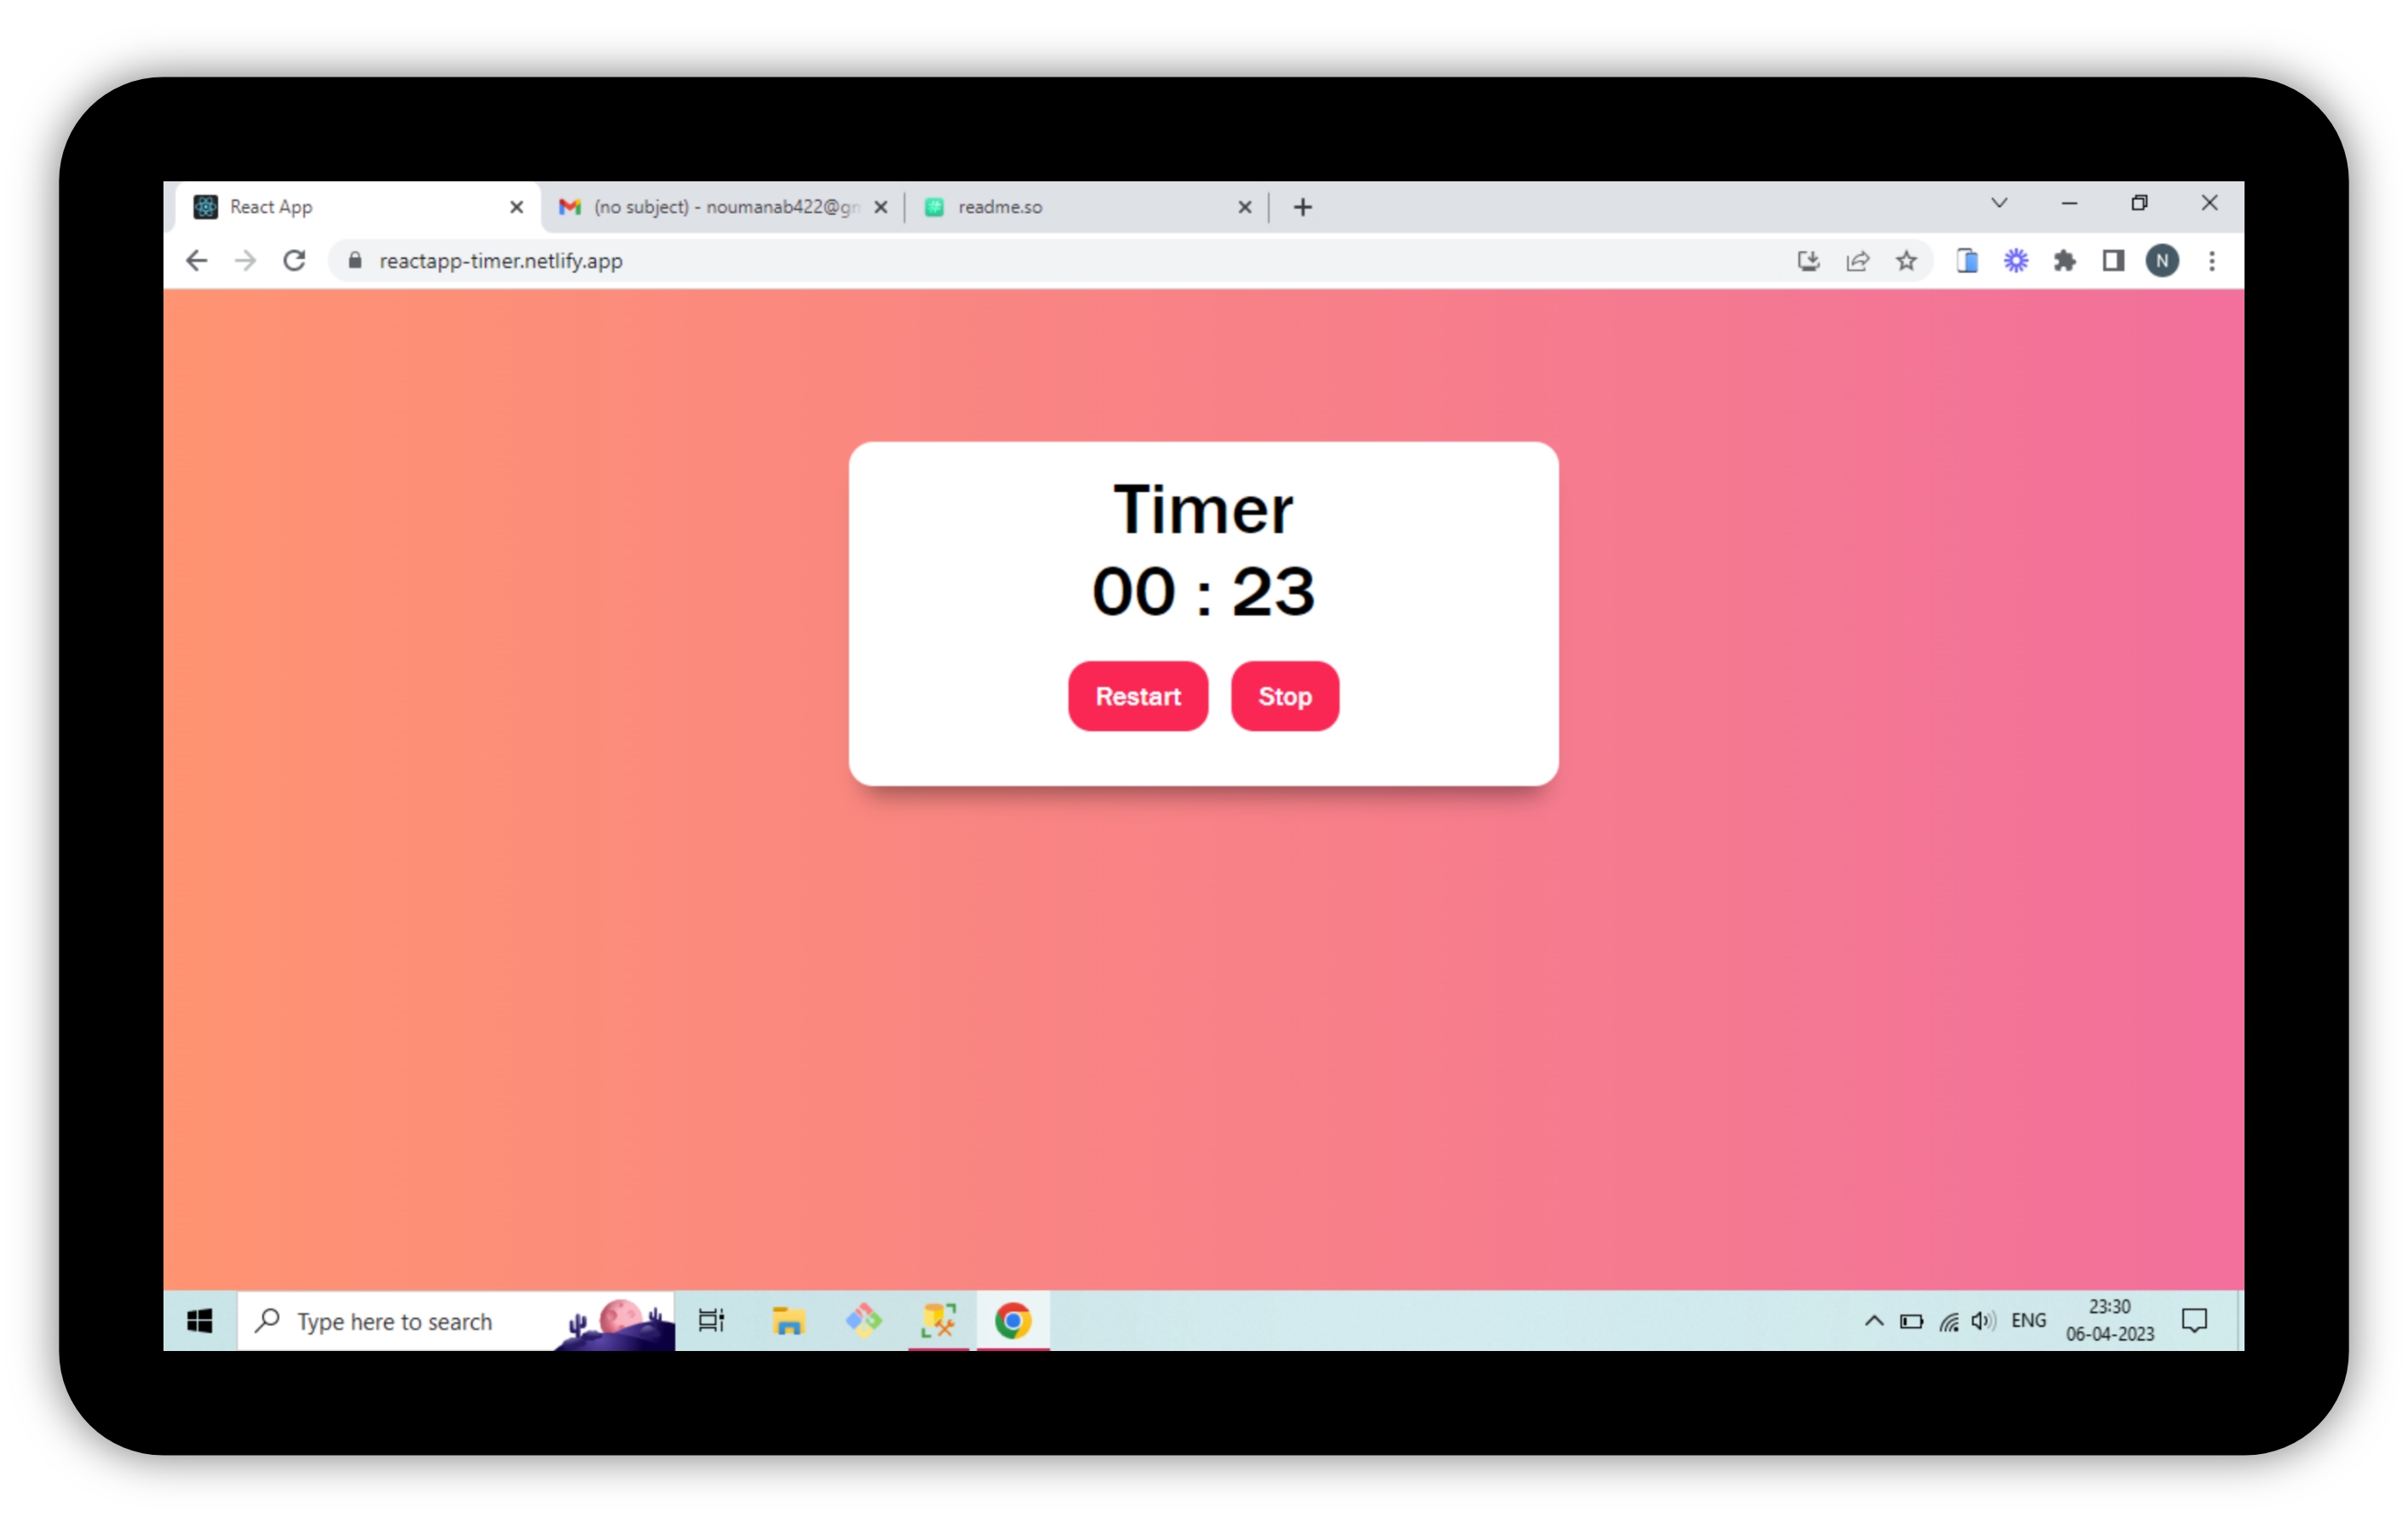 React App
(no subject) - noumanab422@gm
readme.so
reactapp-timer.netlify.app
N
Timer
00 : 23
Restart Stop
Type here to search
ENG
23:30
06-04-2023